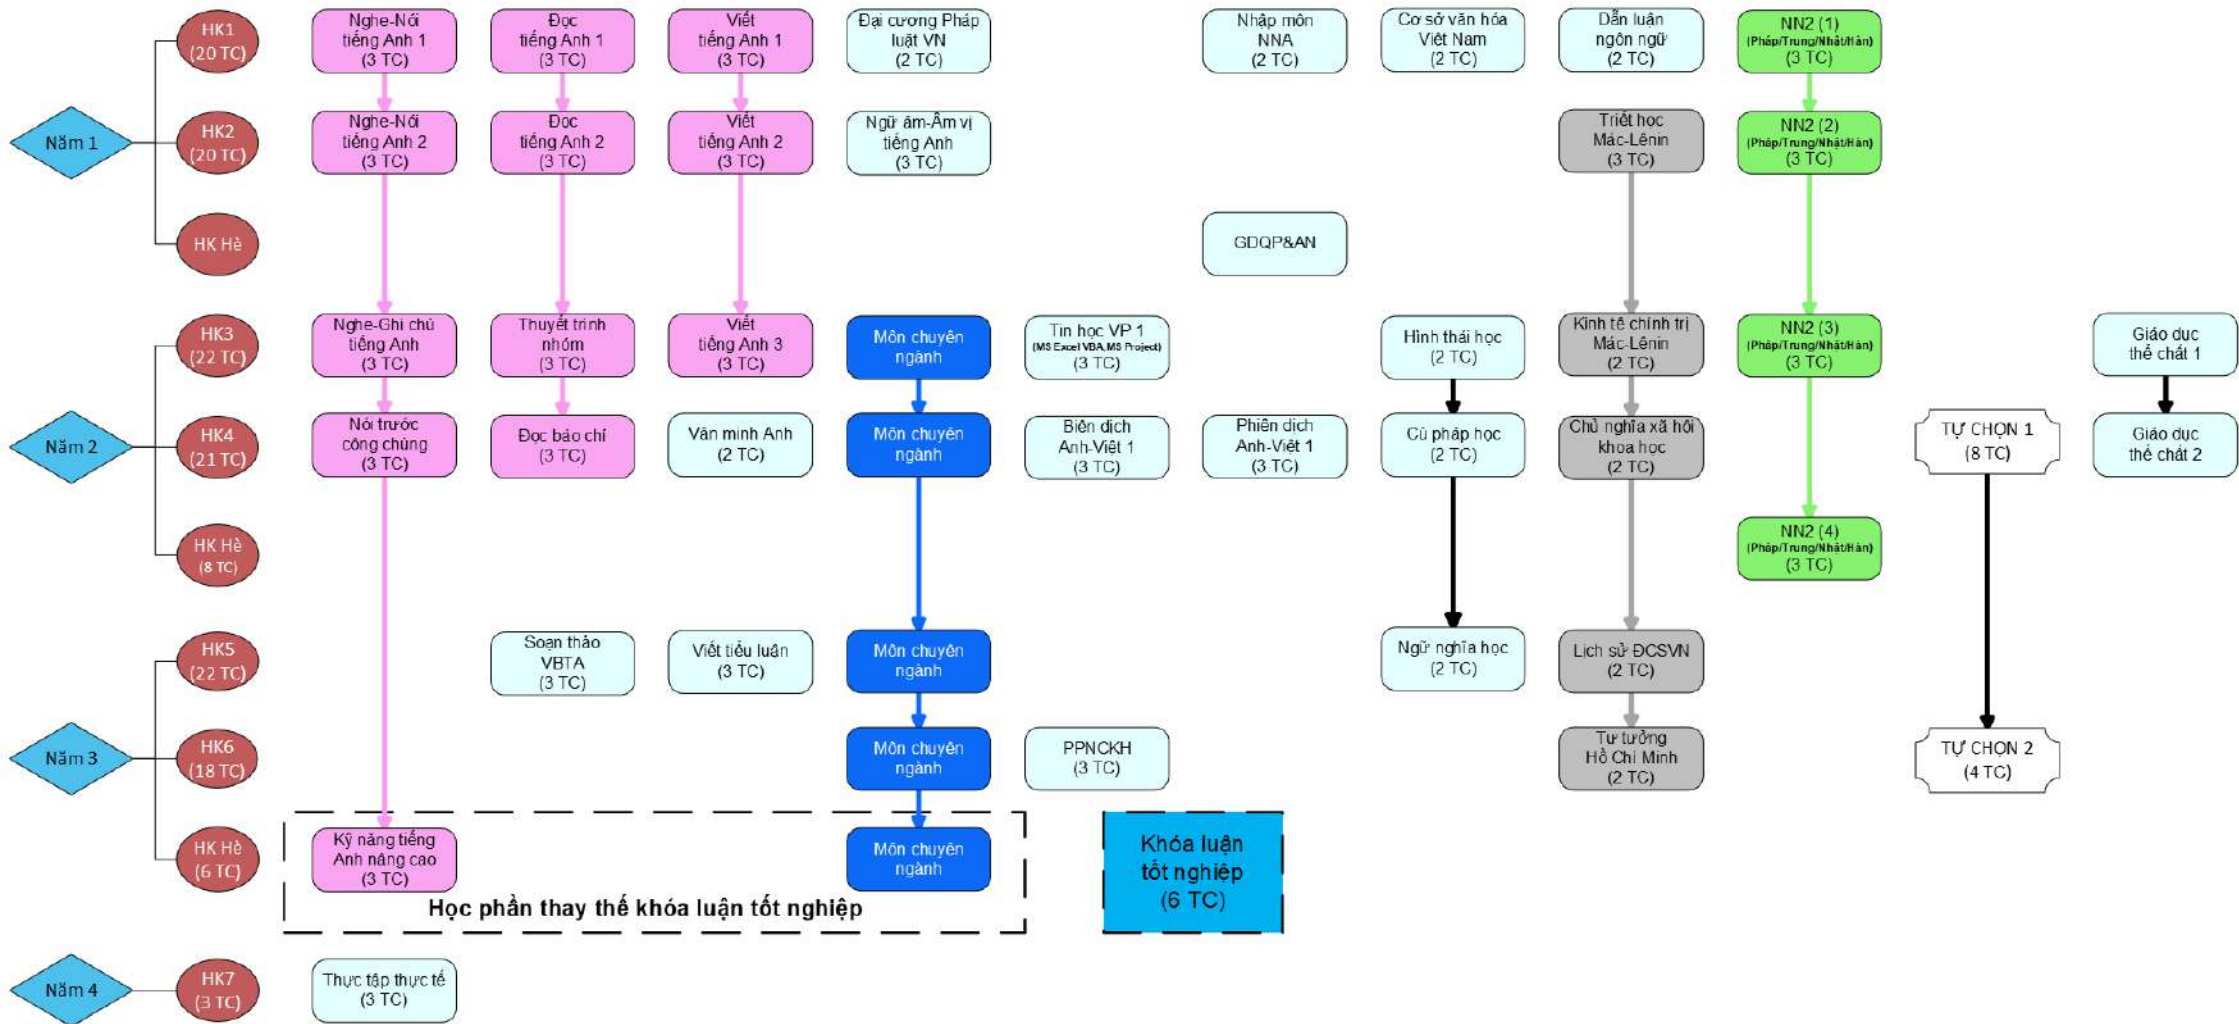 HK1
(20 TC)
Nghe-Nói
tiếng Anh 1
(3 TC)
Đọc
tiếng Anh 1
(3 TC)
Viết
tiếng Anh 1
(3 TC)
Đại cương Pháp
luật VN
(2 TC)
Nhập môn
NNA
(2 TC)
Cơ sở văn hóa
Việt Nam
(2 TC)
Dẫn luận
ngôn ngữ
(2 TC)
NN2 (1)
(Pháp/Trung/Nhật/Hàn)
(3 TC)
Năm 1
HK2
(20 TC)
Nghe-Nói
tiếng Anh 2
(3 TC)
Đọc
tiếng Anh 2
(3 TC)
Viết
tiếng Anh 2
(3 TC)
Ngữ âm-Âm vị
tiếng Anh
(3 TC)
Triết học
Mác-Lênin
(3 TC)
NN2 (2)
(Pháp/Trung/Nhật/Hàn)
(3 TC)
HK Hè
GDQP&AN
HK3
(22 TC)
Nghe-Ghi chú
tiếng Anh
(3 TC)
Thuyết trình
nhóm
(3 TC)
Viết
tiếng Anh 3
(3 TC)
Môn chuyên
ngành
Tin học VP 1
(MS Excel VBA,MS Project)
(3 TC)
Hình thái học
(2 TC)
Kinh tế chính trị
Mác-Lênin
(2 TC)
NN2 (3)
(Pháp/Trung/Nhật/Hàn)
(3 TC)
Giáo dục
thể chất 1
Năm 2
HK4
(21 TC)
Nói trước
công chúng
(3 TC)
Đọc báo chí
(3 TC)
Văn minh Anh
(2 TC)
Môn chuyên
ngành
Biên dịch
Anh-Việt 1
(3 TC)
Phiên dịch
Anh-Việt 1
(3 TC)
Cú pháp học
(2 TC)
Chủ nghĩa xã hội
khoa học
(2 TC)
TỰ CHỌN 1
(8 TC)
Giáo dục
thể chất 2
HK Hè
(8 TC)
NN2 (4)
(Pháp/Trung/Nhật/Hàn)
(3 TC)
HK5
(22 TC)
Soạn thảo
VBTA
(3 TC)
Viết tiểu luận
(3 TC)
Môn chuyên
ngành
Ngữ nghĩa học
(2 TC)
Lịch sử ĐCSVN
(2 TC)
Năm 3
HK6
(18 TC)
Môn chuyên
ngành
PPNCKH
(3 TC)
Tư tưởng
Hồ Chí Minh
(2 TC)
TỰ CHỌN 2
(4 TC)
HK Hè
(6 TC)
Kỹ năng tiếng
Anh nâng cao
(3 TC)
Môn chuyên
ngành
Học phần thay thế khóa luận tốt nghiệp
Khóa luận
tốt nghiệp
(6 TC)
Năm 4
HK7
(3 TC)
Thực tập thực tế
(3 TC)